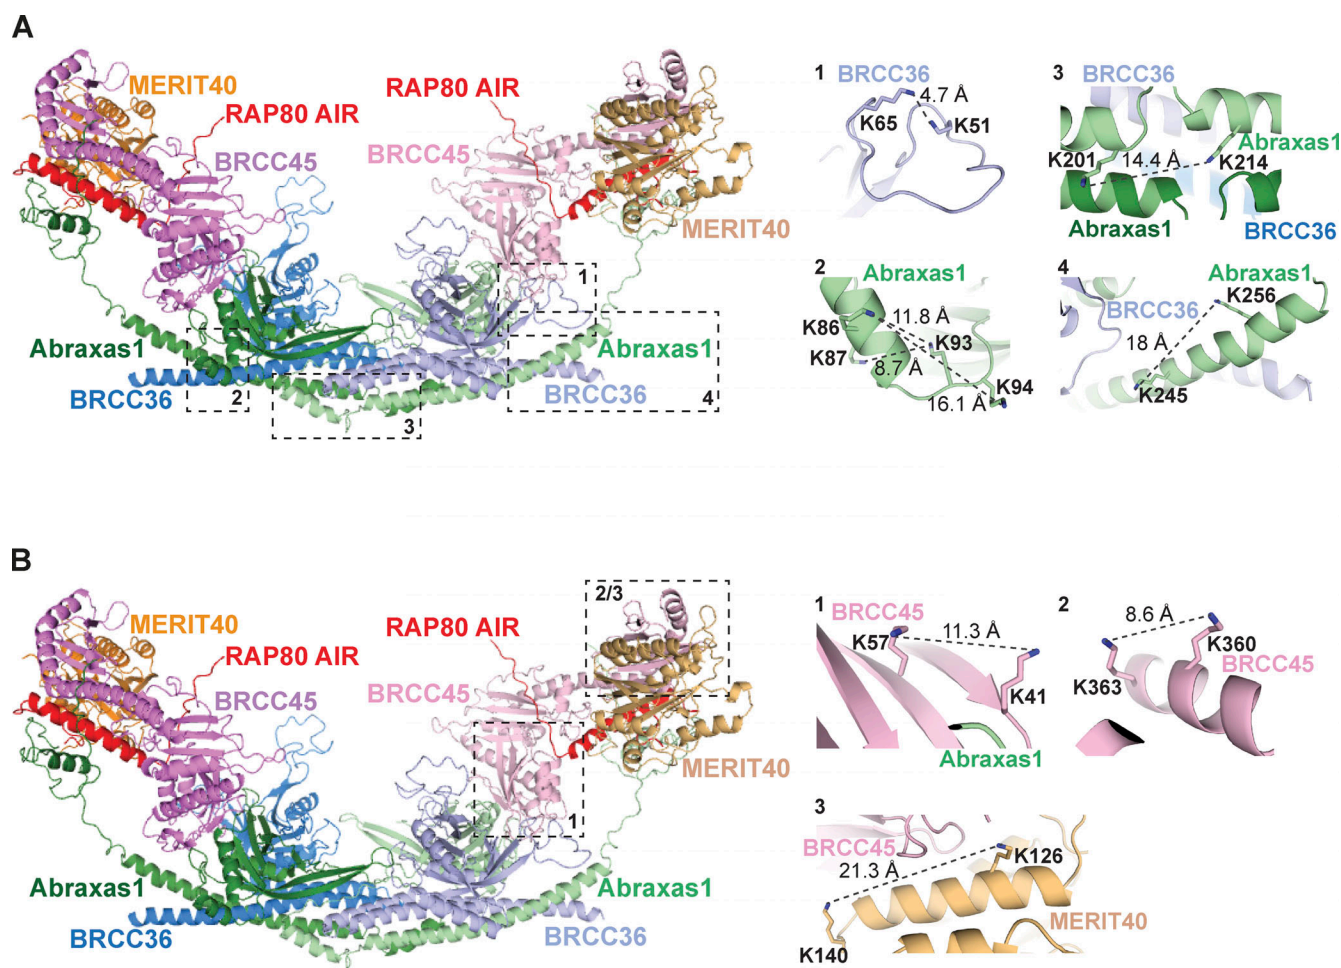 A
MERIT40
RAP80 AIR
BRCC45
Abraxas1
BRCC36
RAP80 AIR
BRCC45
MERIT40
Abraxas1
BRCC36
1
2
3
4
1
BRCC36
4.7 Å
K65
K51
3
BRCC36
Abraxas1
K201
14.4 Å
K214
Abraxas1
BRCC36
2
Abraxas1
11.8 Å
K86
K93
K87
8.7 Å
K94
16.1 Å
4
Abraxas1
BRCC36
K256
18 Å
K245
B
MERIT40
RAP80 AIR
BRCC45
Abraxas1
BRCC36
2/3
RAP80 AIR
BRCC45
MERIT40
1
Abraxas1
BRCC36
1
BRCC45
K57
11.3 Å
K41
Abraxas1
2
8.6 Å
K360
BRCC45
K363
3
BRCC45
K126
21.3 Å
MERIT40
K140